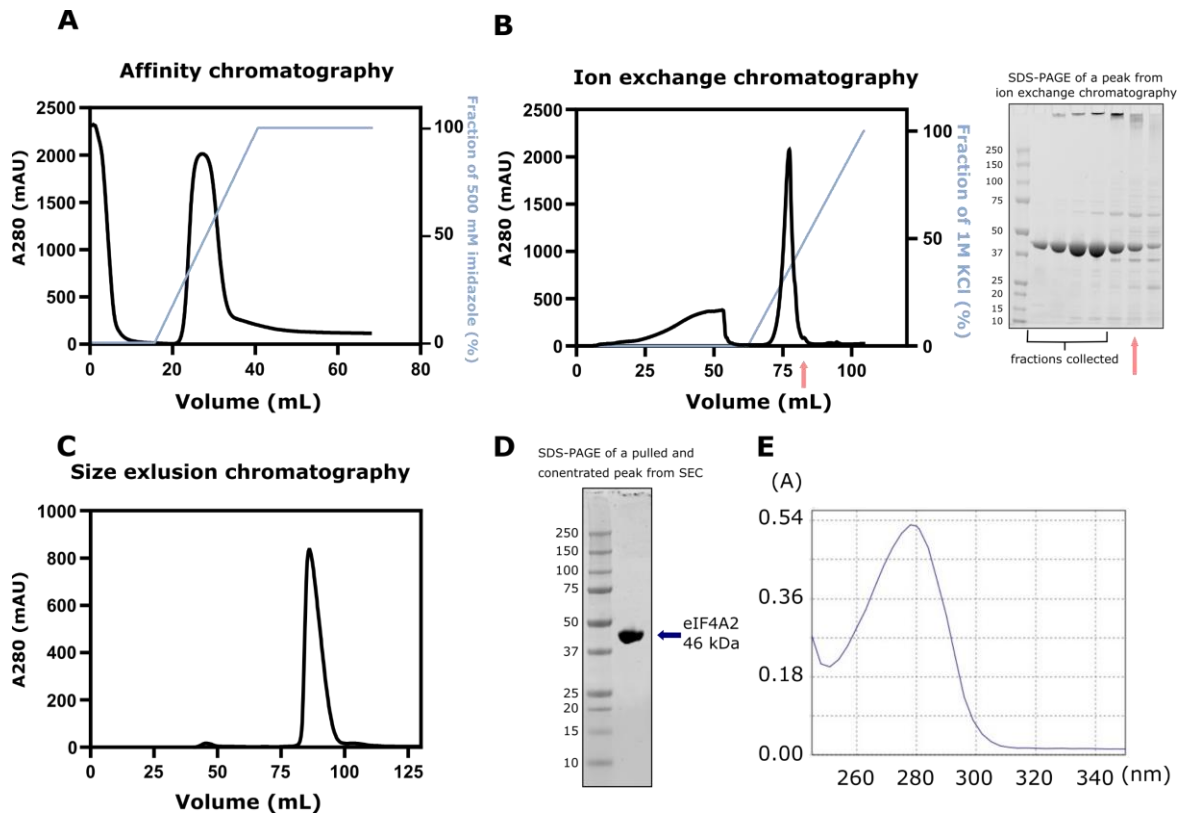 A
Affinity chromatography
2500
2000
1500
1000
500
0
A280 (mAU)
100
50
0
Fraction of 500 mM imidazole (%)
0 20 40 60 80
Volume (mL)
B
Ion exchange chromatography
2500
2000
1500
1000
500
0
A280 (mAU)
100
50
0
Fraction of 1M KCl (%)
0 25 50 75 100
Volume (mL)
SDS-PAGE of a peak from
ion exchange chromatography
250
150
100
75
50
37
25
20
15
10
fractions collected
C
Size exlusion chromatography
1000
800
600
400
200
0
A280 (mAU)
0 25 50 75 100 125
Volume (mL)
D
SDS-PAGE of a pulled and
conentrated peak from SEC
250
150
100
75
50
37
25
20
15
10
eIF4A2
46 kDa
E
(A)
0.54
0.36
0.18
0.00
260 280 300 320 340 (nm)